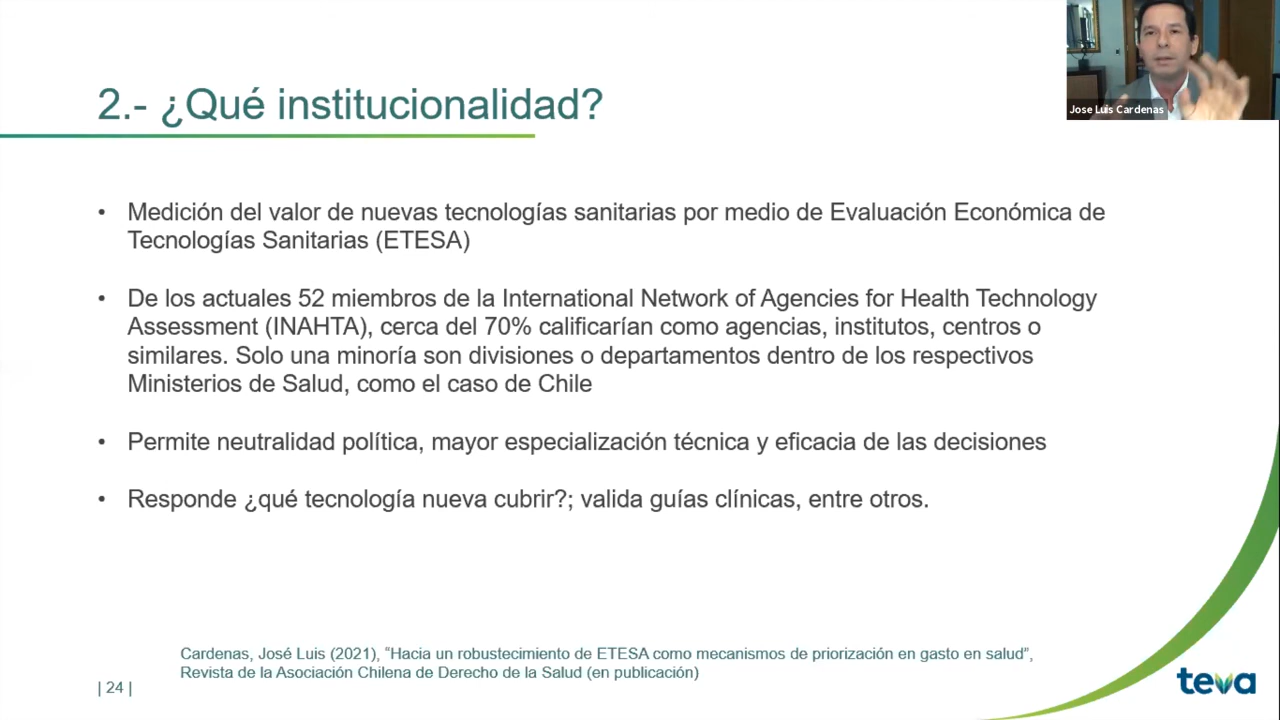 2.- ¿Qué institucionalidad?
Jose Luis Cardenas
• Medición del valor de nuevas tecnologías sanitarias por medio de Evaluación Económica de
Tecnologías Sanitarias (ETESA)
• De los actuales 52 miembros de la International Network of Agencies for Health Technology
Assessment (INAHTA), cerca del 70% calificarían como agencias, institutos, centros o
similares. Solo una minoría son divisiones o departamentos dentro de los respectivos
Ministerios de Salud, como el caso de Chile
• Permite neutralidad política, mayor especialización técnica y eficacia de las decisiones
• Responde ¿qué tecnología nueva cubrir?; valida guías clínicas, entre otros.
Cardenas, José Luis (2021), “Hacia un robustecimiento de ETESA como mecanismos de priorización en gasto en salud”,
Revista de la Asociación Chilena de Derecho de la Salud (en publicación)
| 24 |
teva